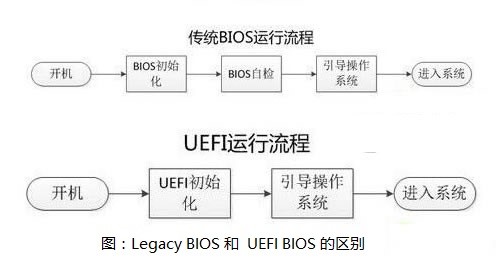 传统BIOS运行流程
开机
BIOS初始
化
BIOS自检
引导操作
系统
进入系统
UEFI运行流程
开机
UEFI初始
化
引导操作
系统
进入系统
图：Legacy BIOS 和 UEFI BIOS 的区别